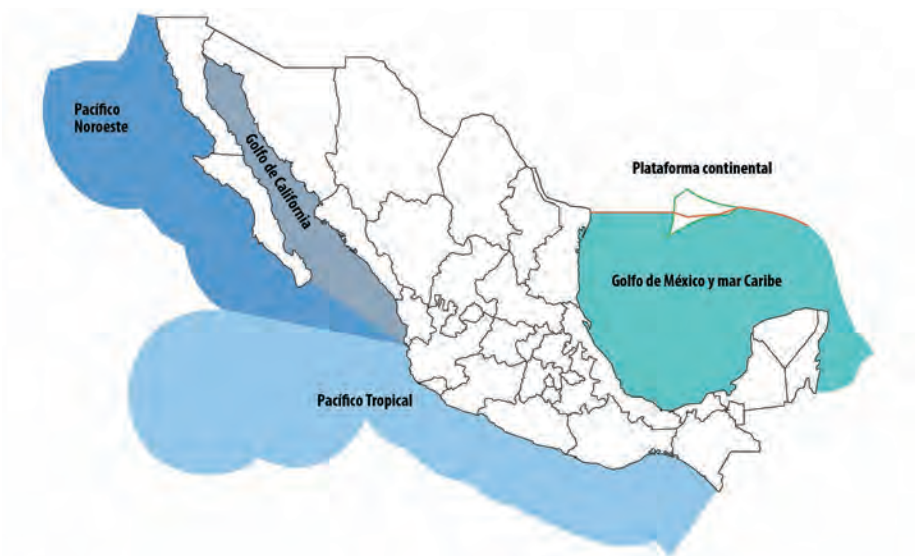 Pacífico
Noroeste
Golfo de California
Plataforma continental
Golfo de México y mar Caribe
Pacífico Tropical